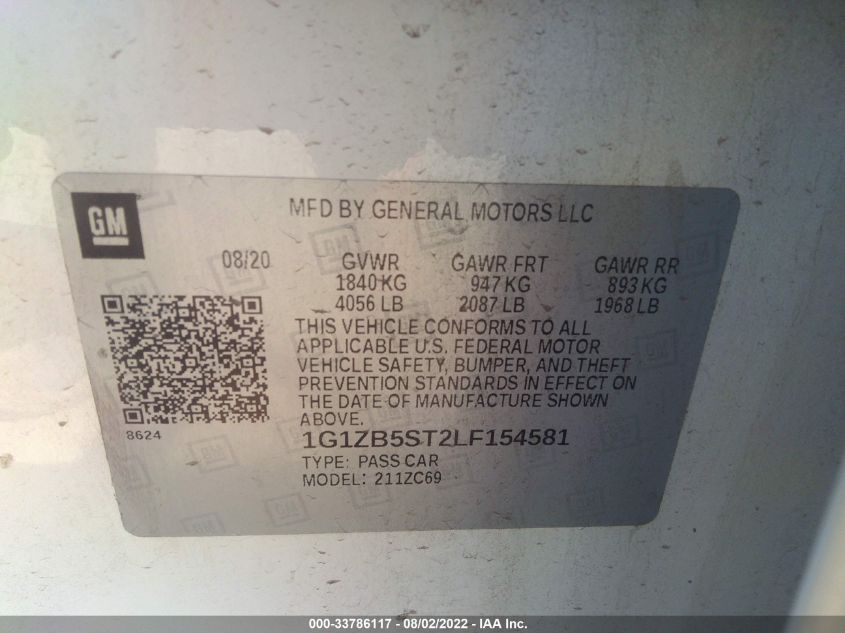 GM
MFD BY GENERAL MOTORS LLC
08/20 GVWR GAWR FRT GAWR RR
1840 KG 947 KG 893 KG
4056 LB 2087 LB 1968 LB
THIS VEHICLE CONFORMS TO ALL
APPLICABLE U.S. FEDERAL MOTOR
VEHICLE SAFETY, BUMPER, AND THEFT
PREVENTION STANDARDS IN EFFECT ON
THE DATE OF MANUFACTURE SHOWN
ABOVE.
8624
1G1ZB5ST2LF154581
TYPE: PASS CAR
MODEL: 211ZC69
000-33786117 - 08/02/2022 - IAA Inc.